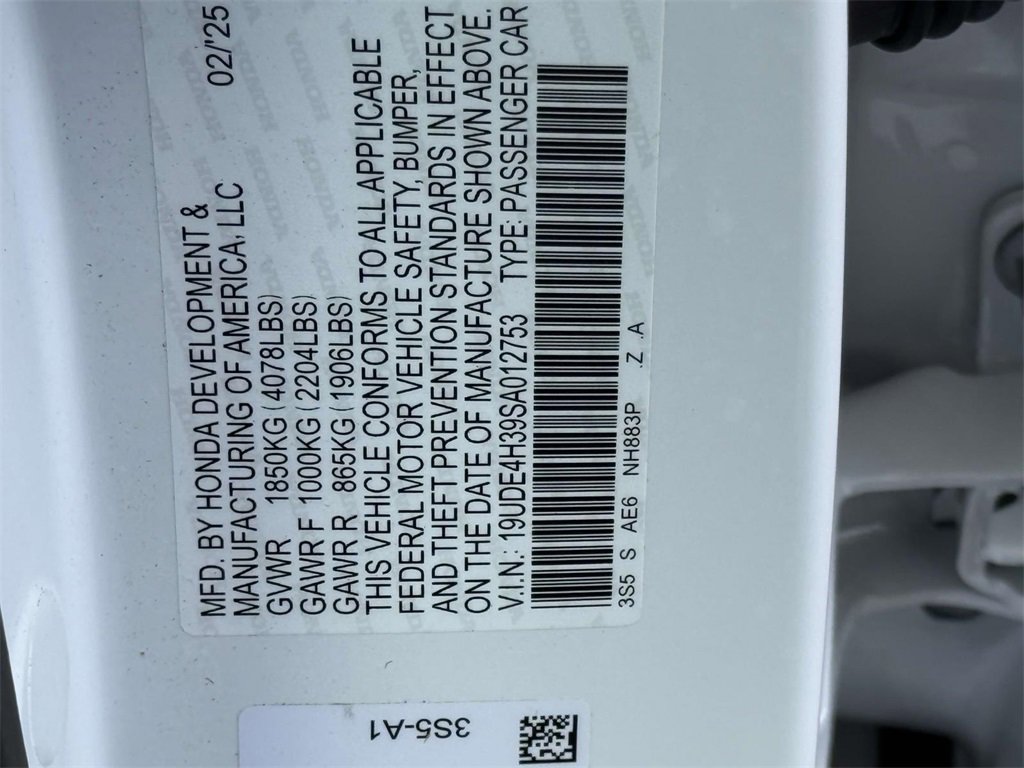 MFD. BY HONDA DEVELOPMENT & 02/'25
MANUFACTURING OF AMERICA, LLC
GVWR 1850KG (4078LBS)
GAWR F 1000KG (2204LBS)
GAWR R 865KG (1906LBS)
THIS VEHICLE CONFORMS TO ALL APPLICABLE
FEDERAL MOTOR VEHICLE SAFETY, BUMPER,
AND THEFT PREVENTION STANDARDS IN EFFECT
ON THE DATE OF MANUFACTURE SHOWN ABOVE.
V.I.N.: 19UDE4H39SA012753 TYPE: PASSENGER CAR
3S5 S AE6 NH883P .Z .A
3S5-A1